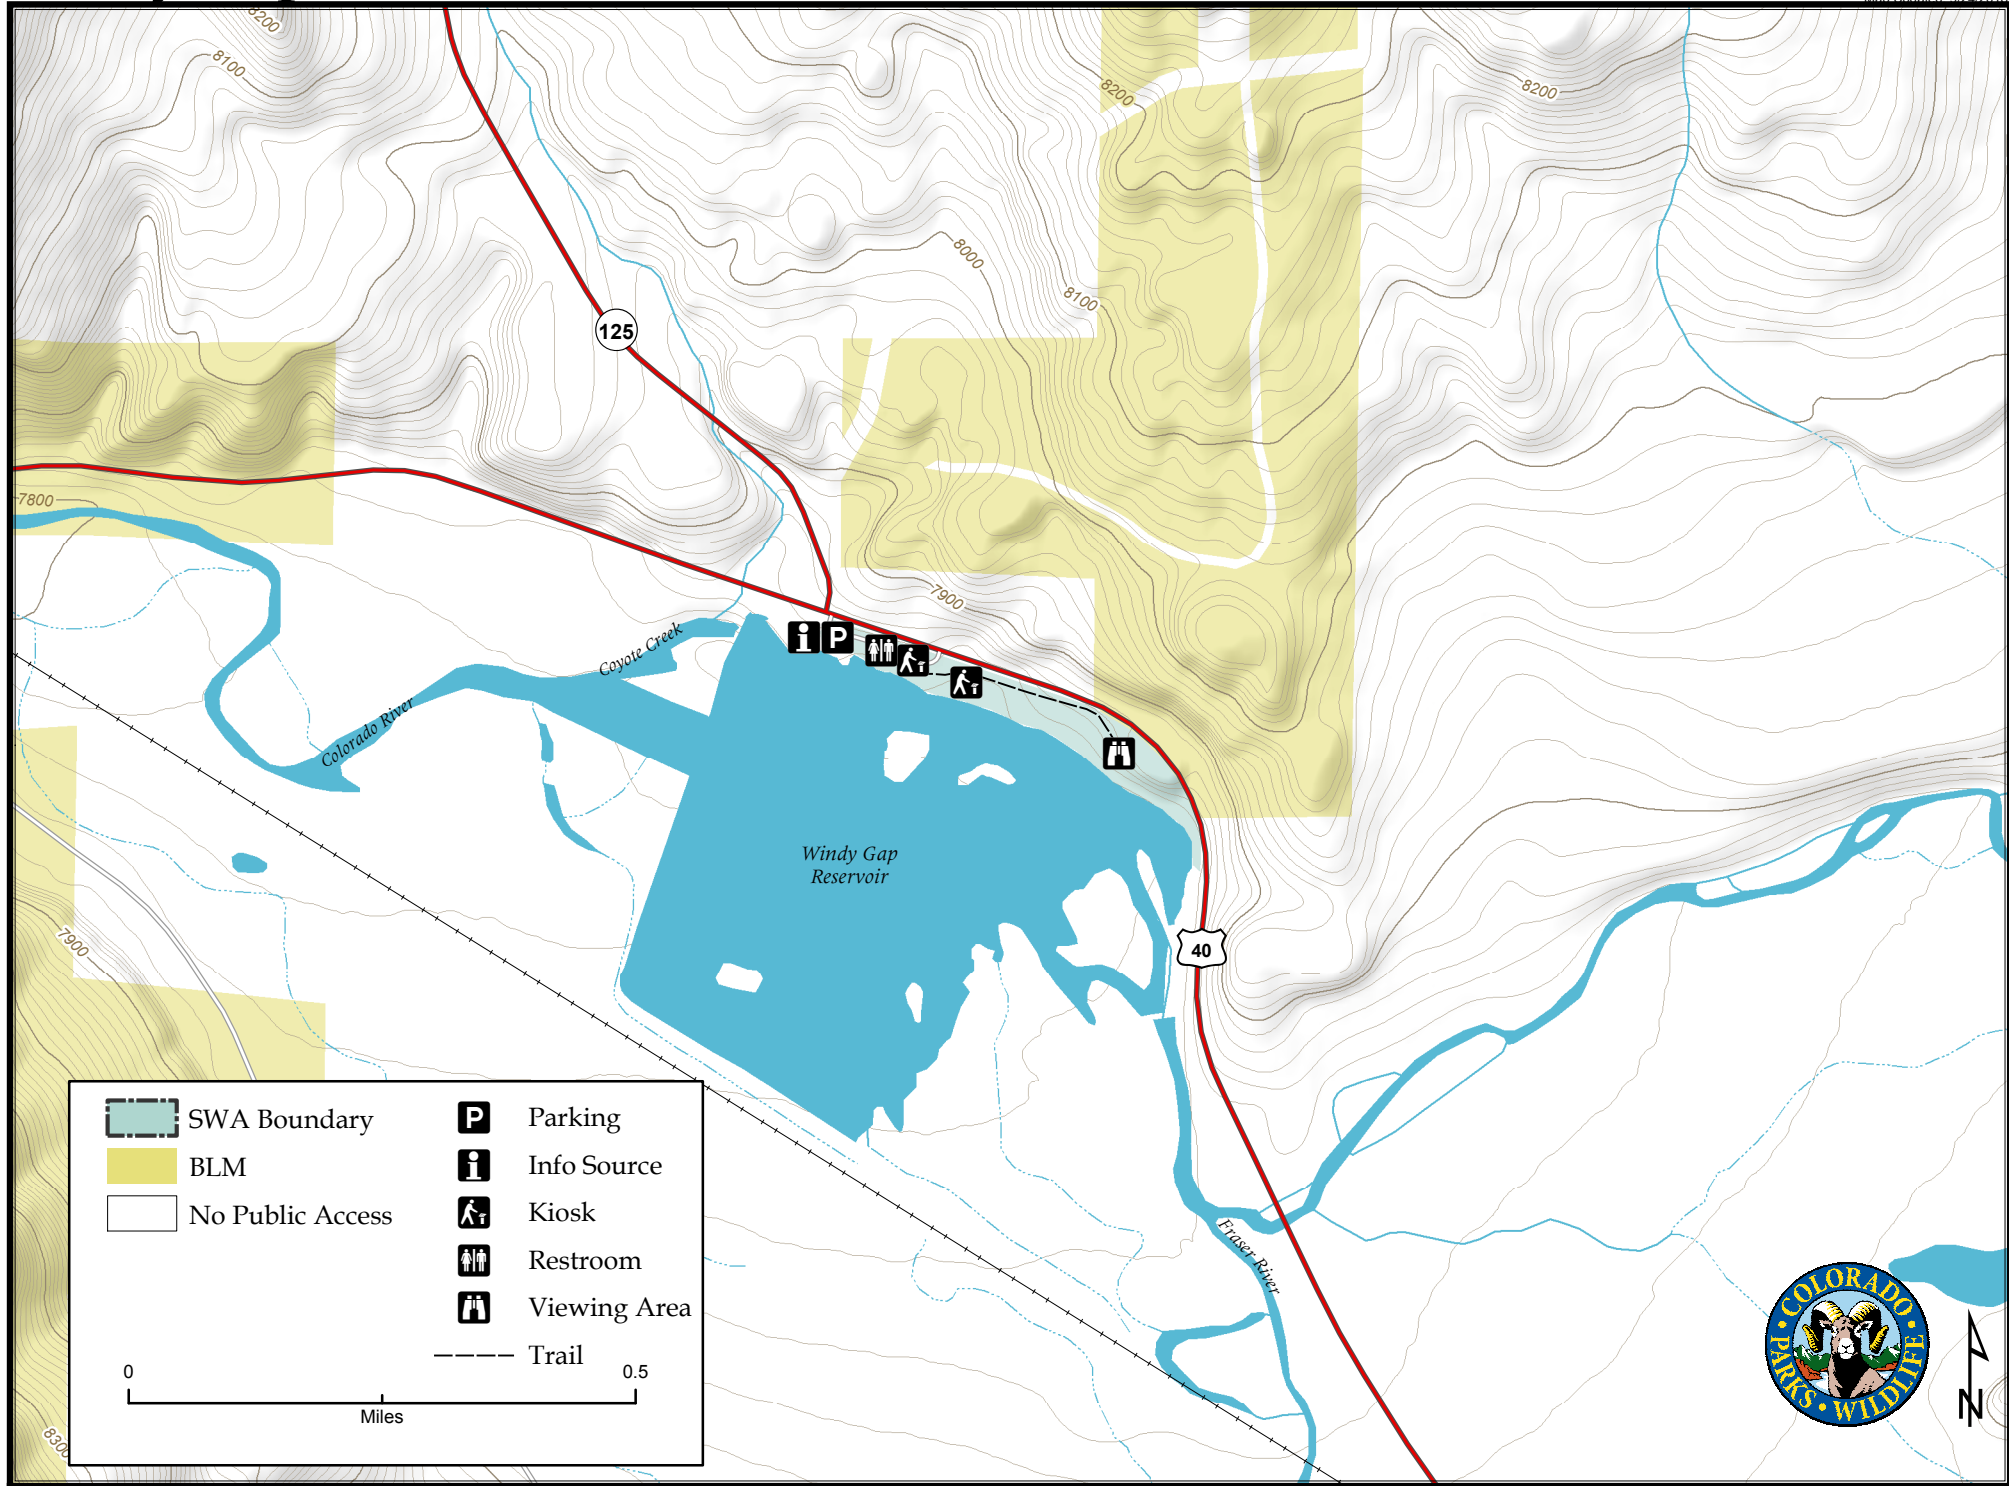 8200
8100
8200
8200
8000
8100
125
7800
7900
Coyote Creek
Colorado River
Windy Gap
Reservoir
7900
40
Fraser River
8300
SWA Boundary
BLM
No Public Access
P Parking
i Info Source
Kiosk
Restroom
Viewing Area
Trail
0 0.5
Miles
P
i
COLORADO
PARKS • WILDLIFE
N